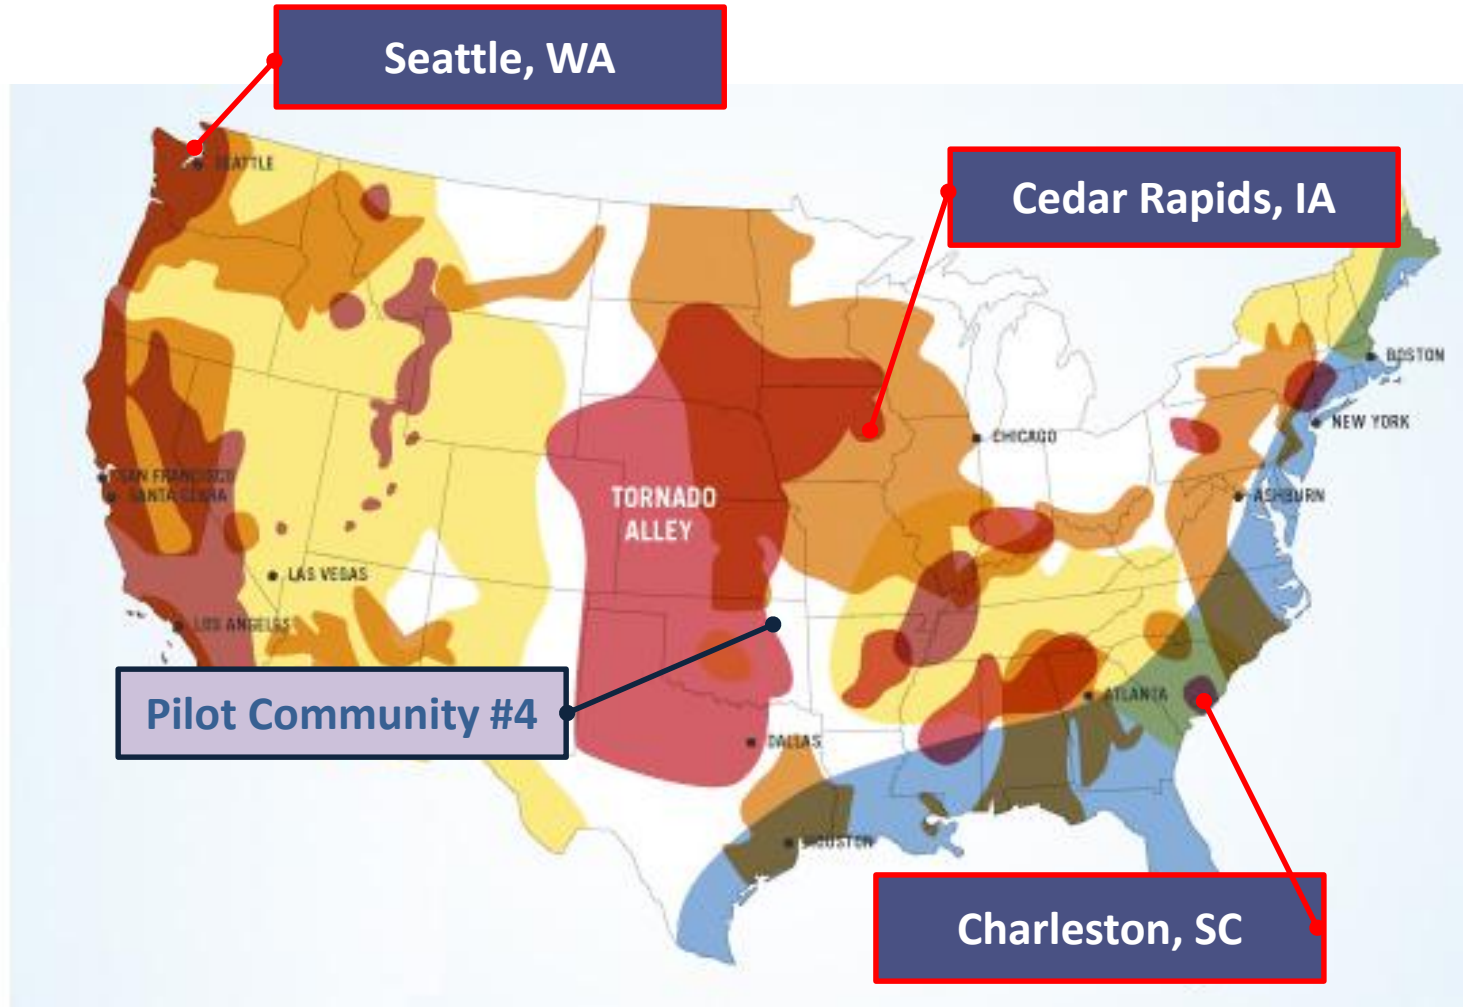 Seattle, WA
SEATTLE
Cedar Rapids, IA
BOSTON
NEW YORK
CHICAGO
SAN FRANCISCO
SANTA CLARA
ASHBURN
TORNADO
ALLEY
LAS VEGAS
LOS ANGELES
Pilot Community #4
ATLANTA
DALLAS
HOUSTON
Charleston, SC